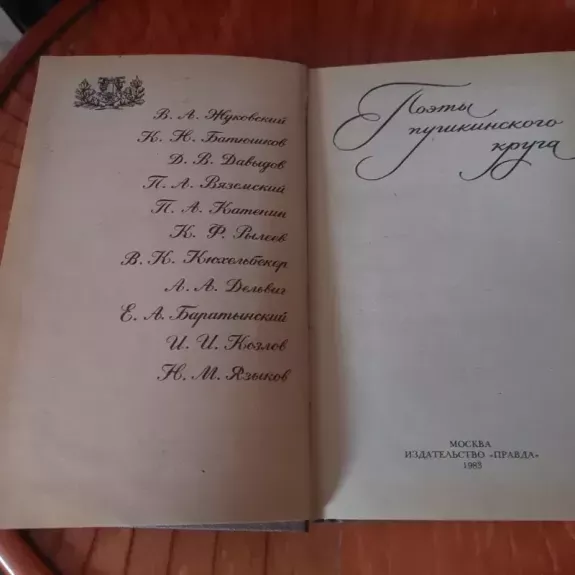 В. А. Жуковский
К. Н. Батюшков
Д. В. Давыдов
П. А. Вяземский
П. А. Катенин
К. Ф. Рылеев
В. К. Кюхельбекер
А. А. Дельвиг
Е. А. Баратынский
И. И. Козлов
Н. М. Языков
Поэты
пушкинского
круга
МОСКВА
ИЗДАТЕЛЬСТВО «ПРАВДА»
1983